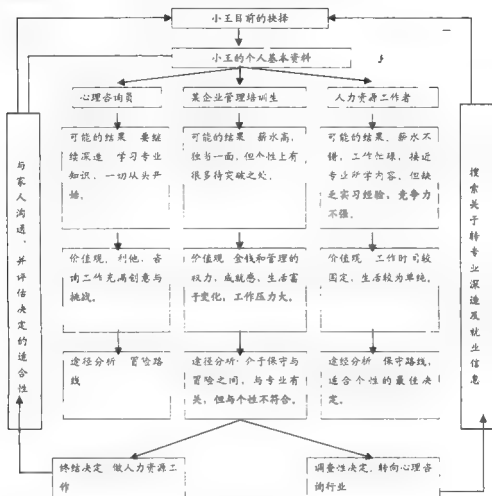 小王目前的抉择
小王的个人基本资料
心理咨询员
某企业管理培训生
人力资源工作者
可能的结果 要继
续深造 学习专业
知识,一切从头开
始。
可能的结果 薪水高,
独当一面,但个性上有
很多待突破之处。
可能的结果、薪水不
错,工作忙碌,接近
专业所学内容,但缺
乏实习经验,竞争力
不强。
价值观、利他,咨
询工作充满创意与
挑战。
价值观 金钱和管理的
权力,成就感,生活富
于变化,工作压力大。
价值观 工作时间较
固定,生活较为单纯。
途径分析 冒险路
线
途径分析·介于保守与
冒险之间,与专业有
关,但与个性不符合。
途经分析 保守路线,
适合个性的最佳决
定。
终结决定 做人力资源工
作
调整性决定、转向心理咨
询行业
与家人沟通,并评估决定的适合性
搜索关于转专业深造及就业信息